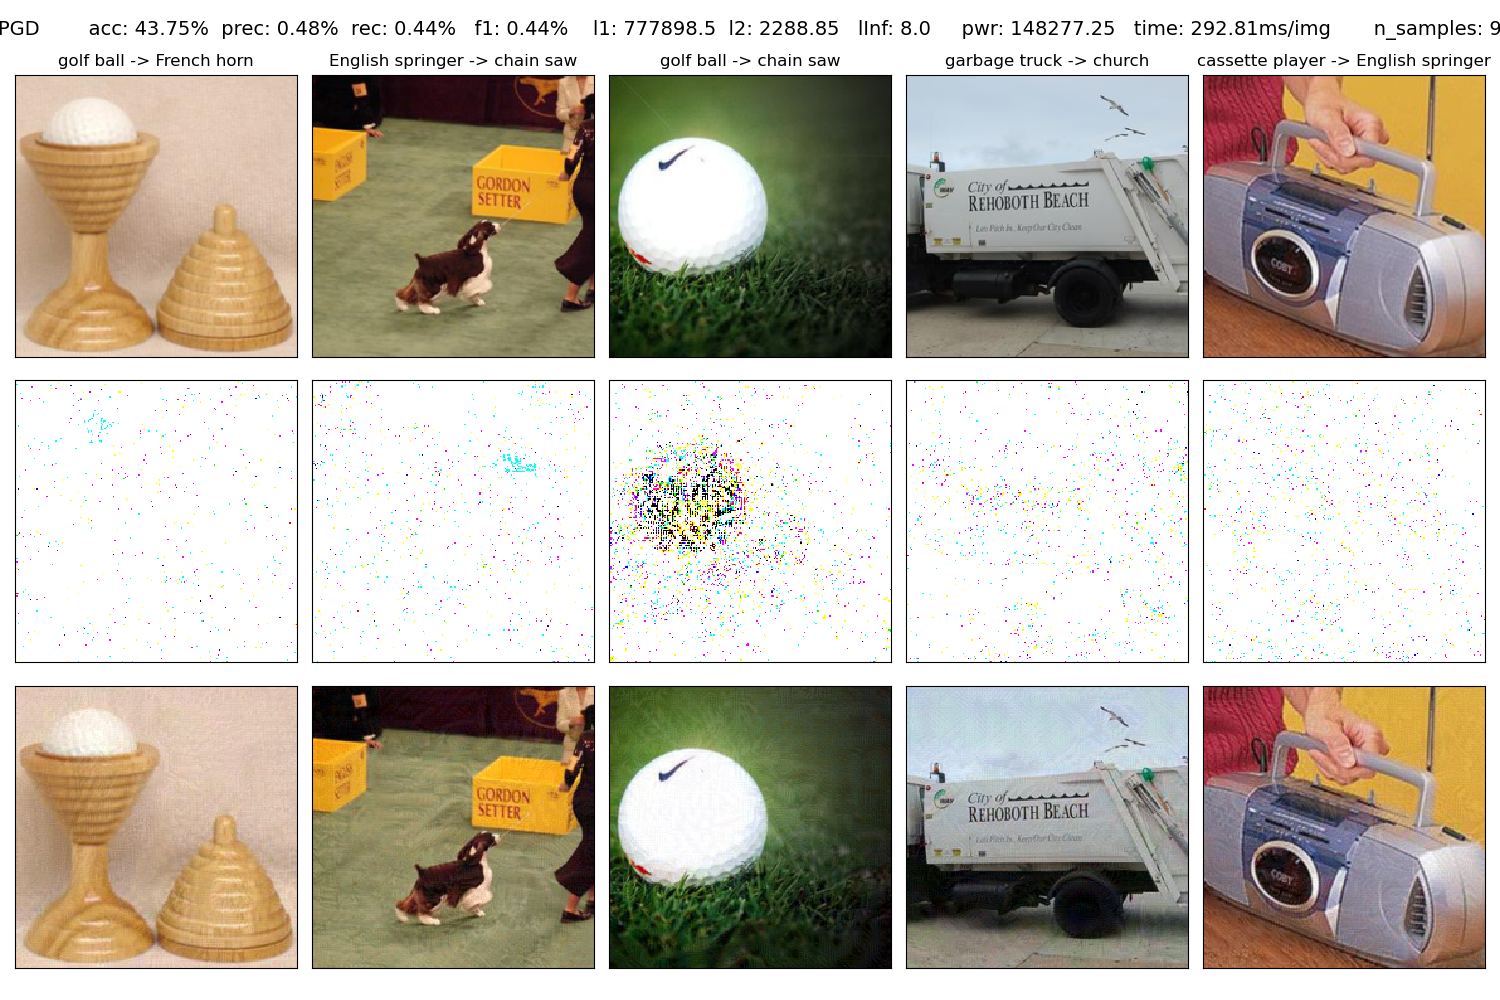 PGD acc: 43.75% prec: 0.48% rec: 0.44% f1: 0.44% l1: 777898.5 l2: 2288.85 lInf: 8.0 pwr: 148277.25 time: 292.81ms/img n_samples: 9
golf ball -> French horn
English springer -> chain saw
golf ball -> chain saw
garbage truck -> church
cassette player -> English springer
GORDON
SETTER
City of
REHOBOTH BEACH
COBY
GORDON
SETTER
City of
REHOBOTH BEACH
COBY